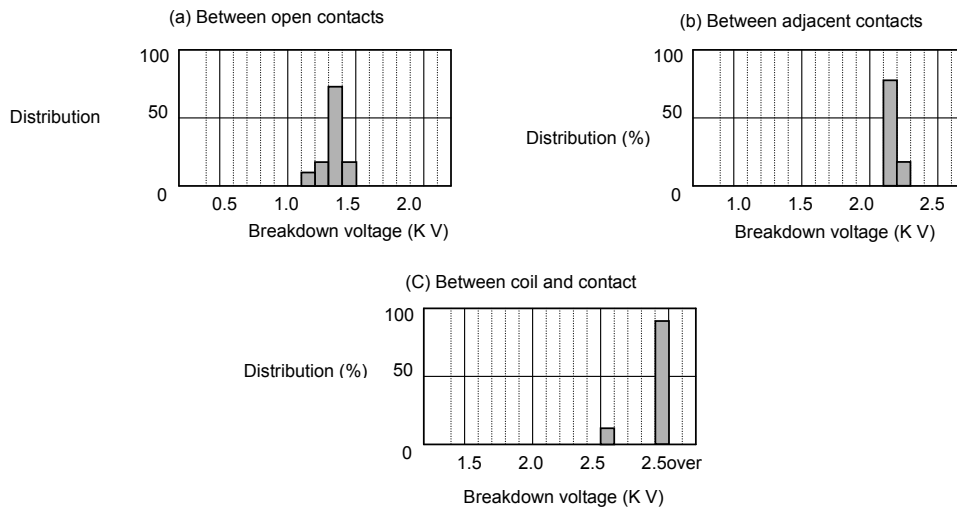 (a) Between open contacts
100
Distribution
50
0
0.5 1.0 1.5 2.0
Breakdown voltage (K V)
(b) Between adjacent contacts
100
50
Distribution (%)
0
1.0 1.5 2.0 2.5
Breakdown voltage (K V)
(C) Between coil and contact
100
Distribution (%)
50
0
1.5 2.0 2.5 2.5over
Breakdown voltage (K V)